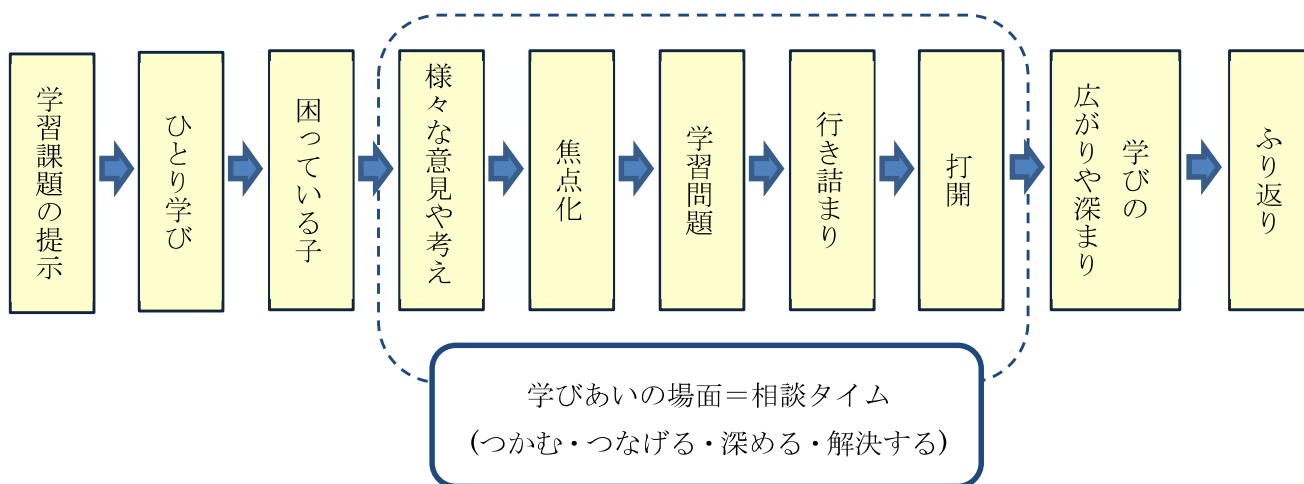 学習課題の提示
ひとり学び
困っている子
様々な意見や考え
焦点化
学習問題
行き詰まり
打開
学びの
広がりや深まり
ふり返り
学びあいの場面＝相談タイム
(つかむ・つなげる・深める・解決する)